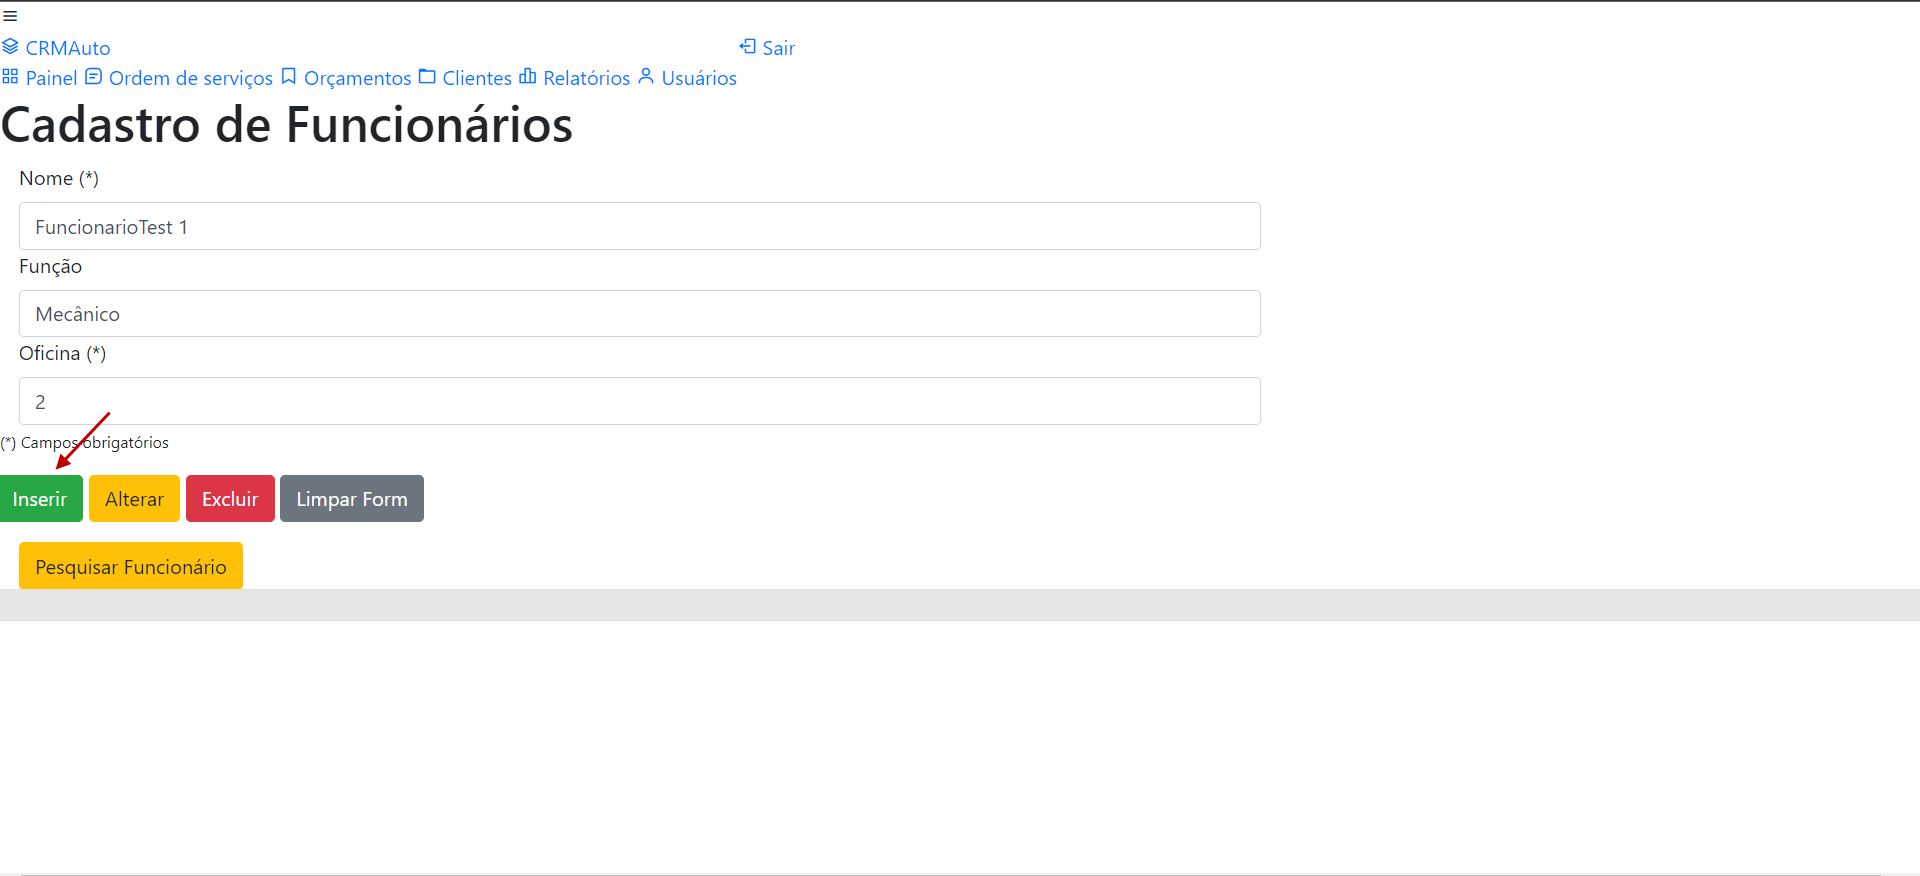 CRMAuto Sair
Painel Ordem de serviços Orçamentos Clientes Relatórios Usuários
Cadastro de Funcionários
Nome (*)
FuncionarioTest 1
Função
Mecânico
Oficina (*)
2
(*) Campos obrigatórios
Inserir Alterar Excluir Limpar Form
Pesquisar Funcionário